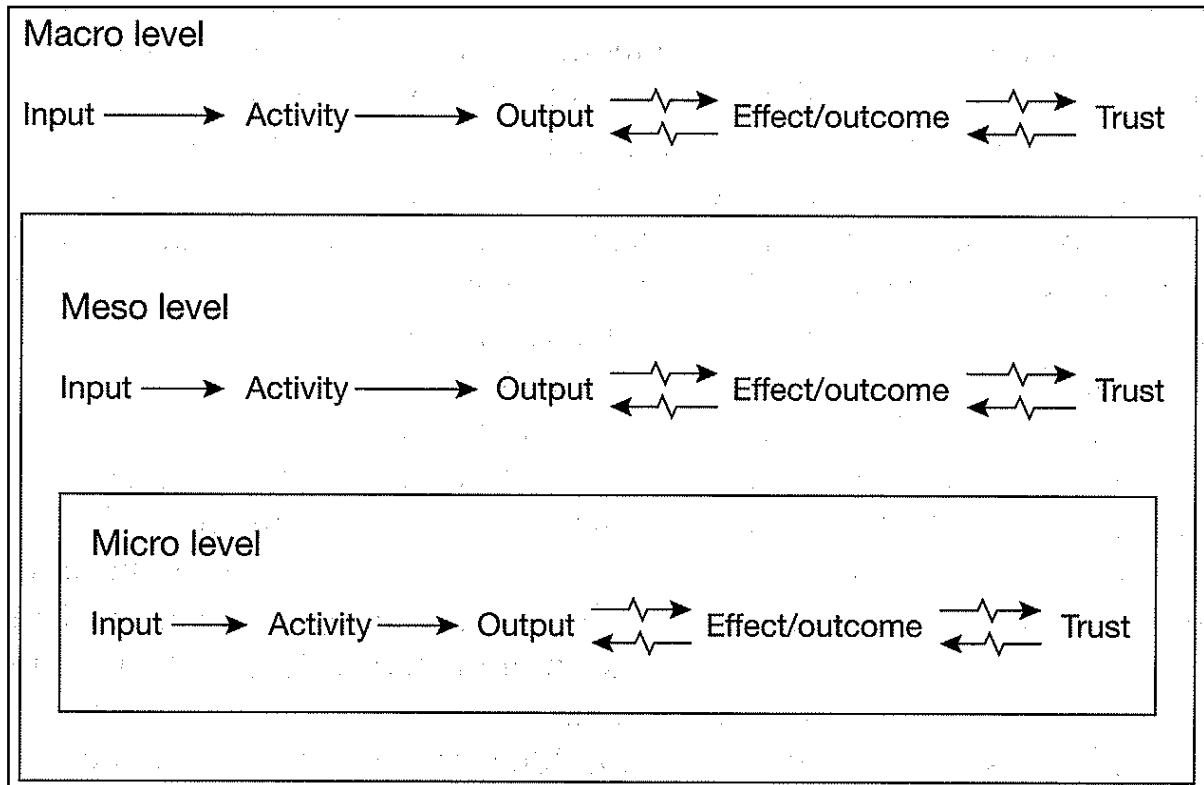 Macro level
Input Activity Output Effect/outcome Trust
Meso level
Input Activity Output Effect/outcome Trust
Micro level
Input Activity Output Effect/outcome Trust